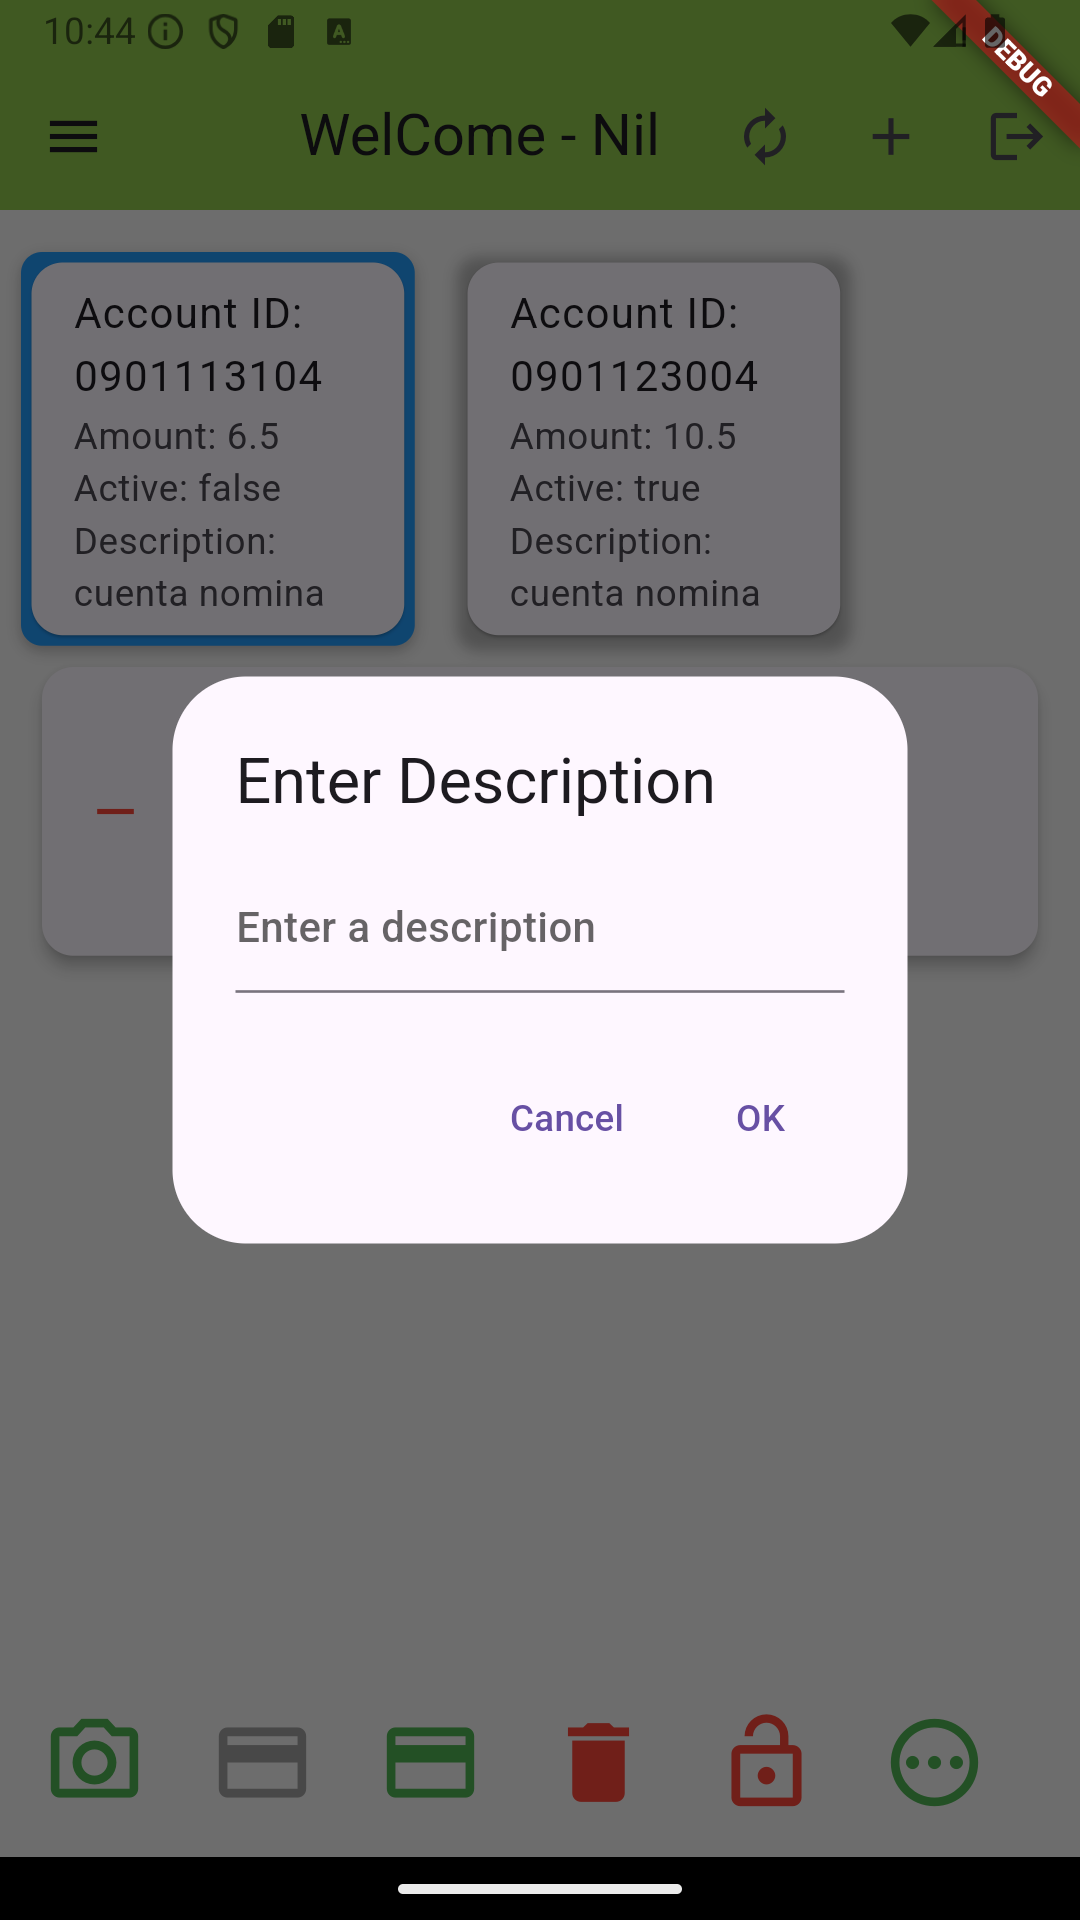 10:44
DEBUG
WelCome - Nil
Account ID:
0901113104
Amount: 6.5
Active: false
Description:
cuenta nomina
Account ID:
0901123004
Amount: 10.5
Active: true
Description:
cuenta nomina
Enter Description
Enter a description
Cancel
OK